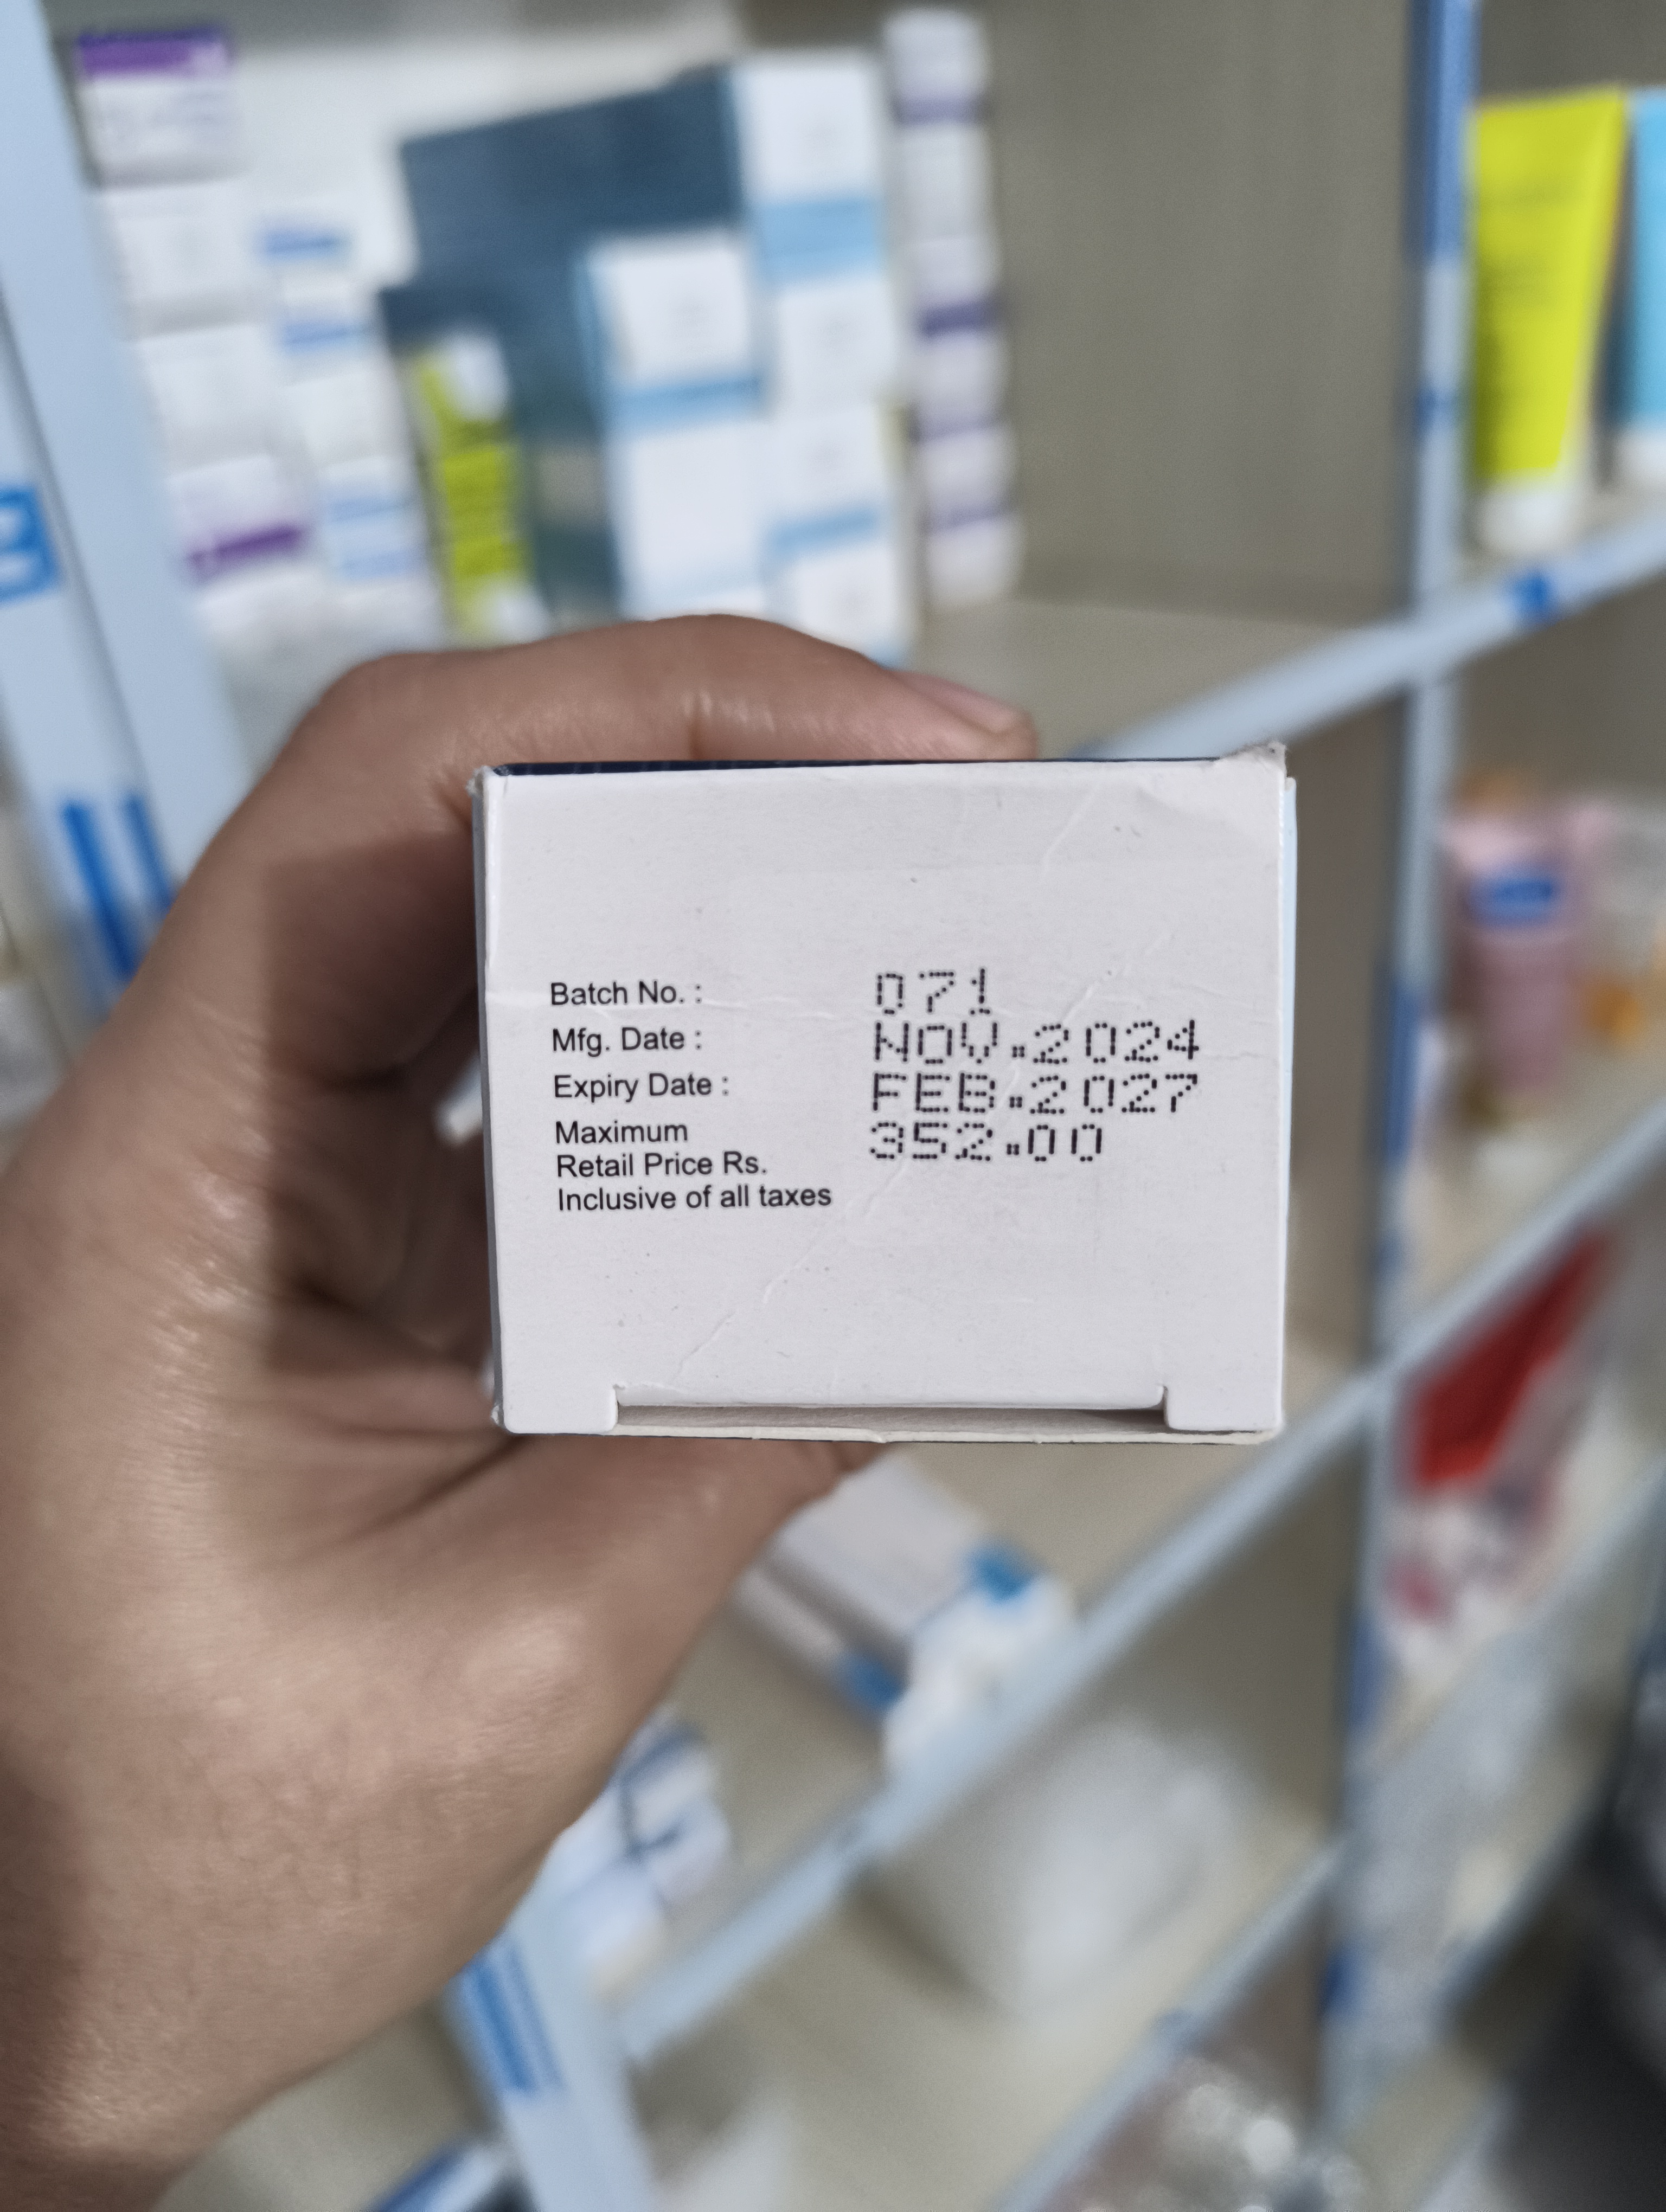 Batch No. : 071
Mfg. Date : NOV.2024
Expiry Date : FEB.2027
Maximum 352.00
Retail Price Rs.
Inclusive of all taxes